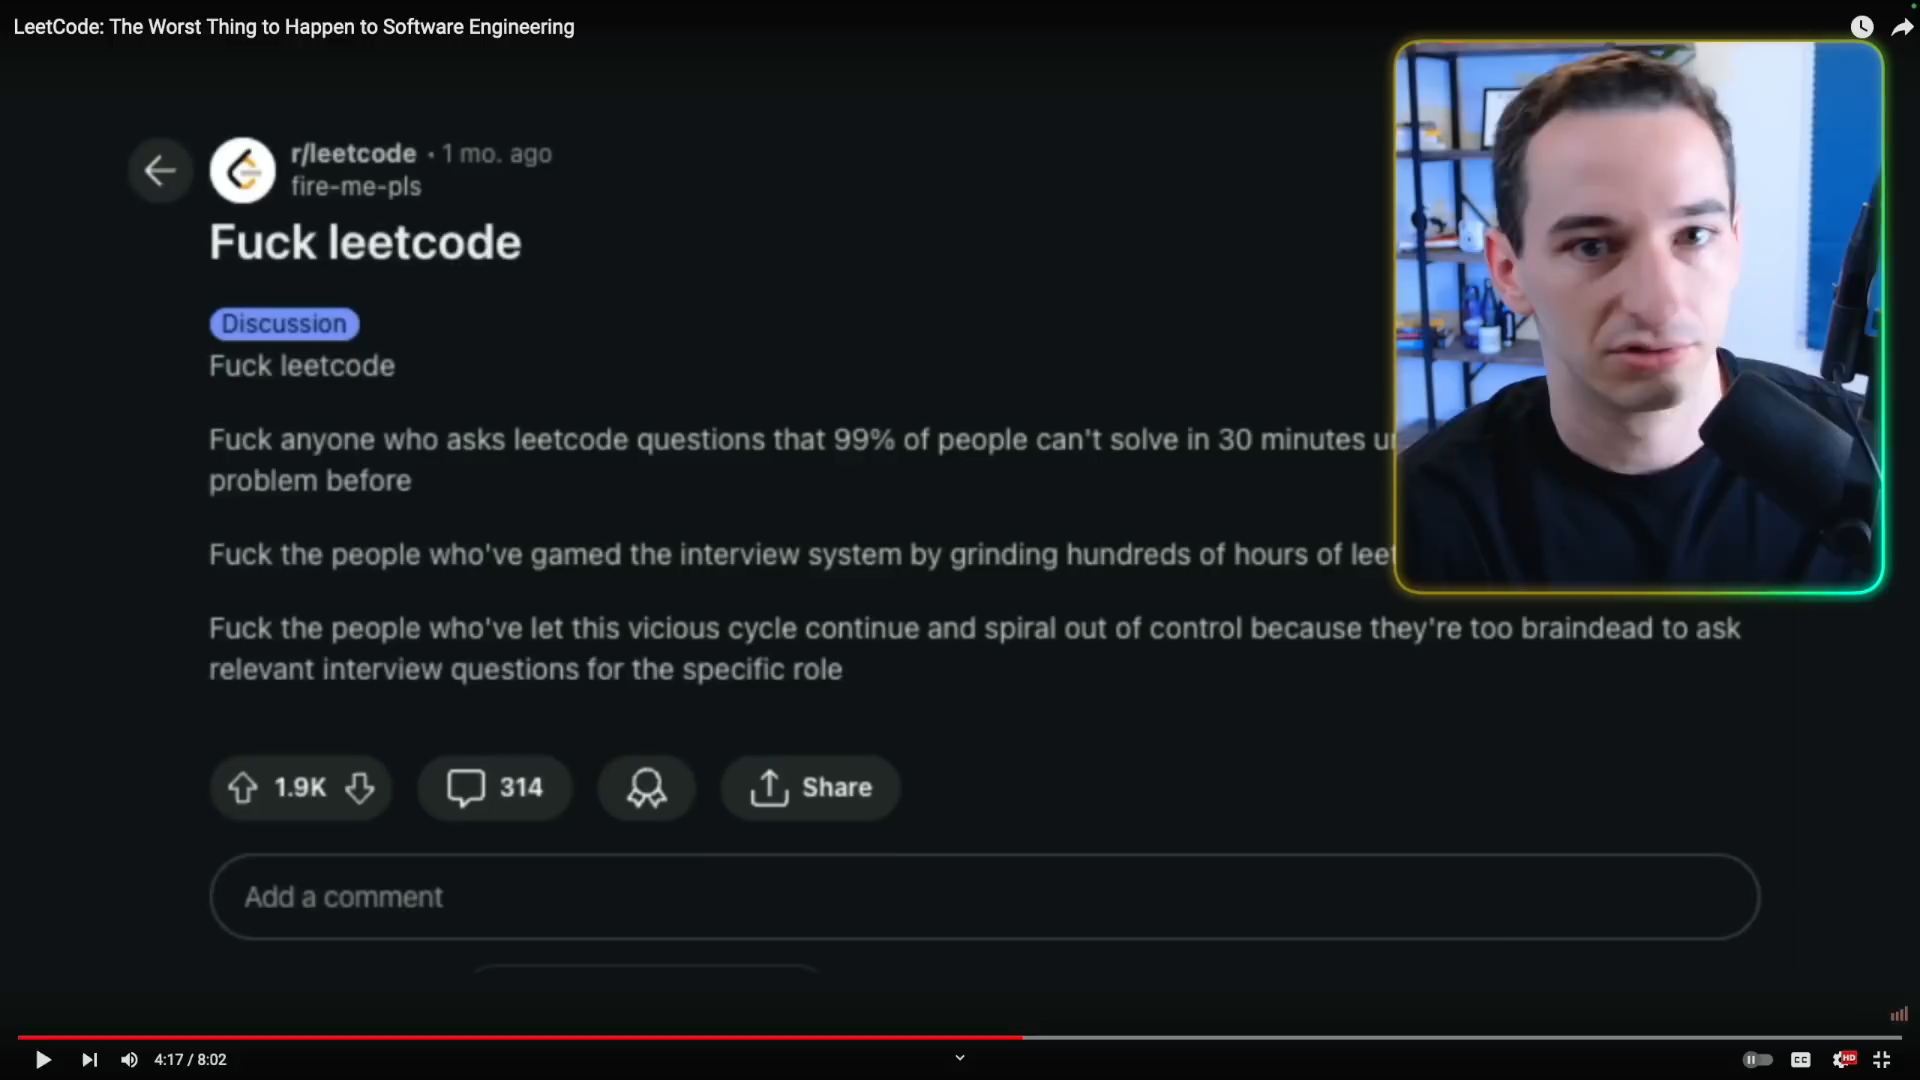 LeetCode: The Worst Thing to Happen to Software Engineering
r/leetcode · 1 mo. ago
fire-me-pls
Fuck leetcode
Discussion
Fuck leetcode
Fuck anyone who asks leetcode questions that 99% of people can't solve in 30 minutes
problem before
Fuck the people who've gamed the interview system by grinding hundreds of hours of
Fuck the people who've let this vicious cycle continue and spiral out of control because they're too braindead to ask
relevant interview questions for the specific role
1.9K 314 Share
Add a comment
4:17 / 8:02
CC HD